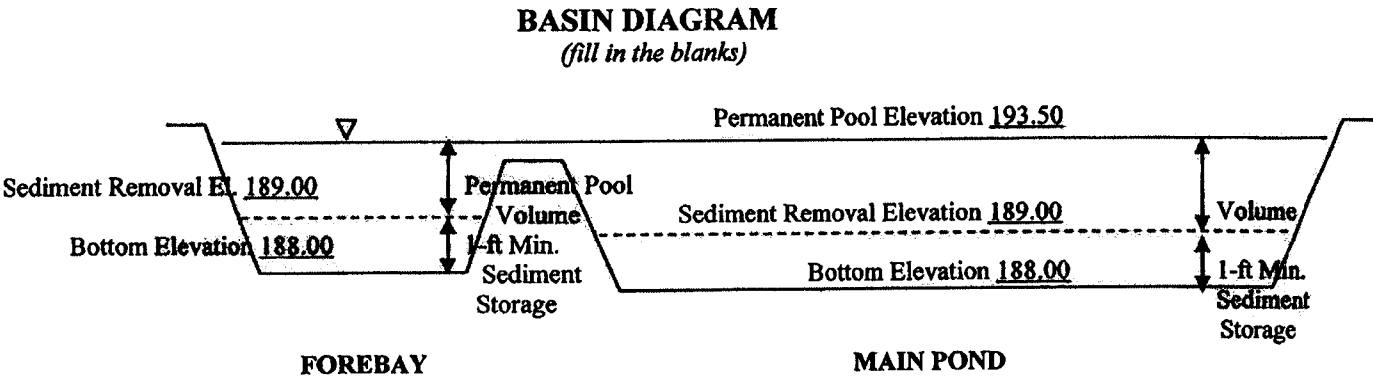 BASIN DIAGRAM
(fill in the blanks)
Permanent Pool Elevation 193.50
Sediment Removal El. 189.00
Permanent Pool
Volume
Sediment Removal Elevation 189.00
Volume
Bottom Elevation 188.00
1-ft Min.
Sediment
Storage
Bottom Elevation 188.00
1-ft Min.
Sediment
Storage
FOREBAY
MAIN POND